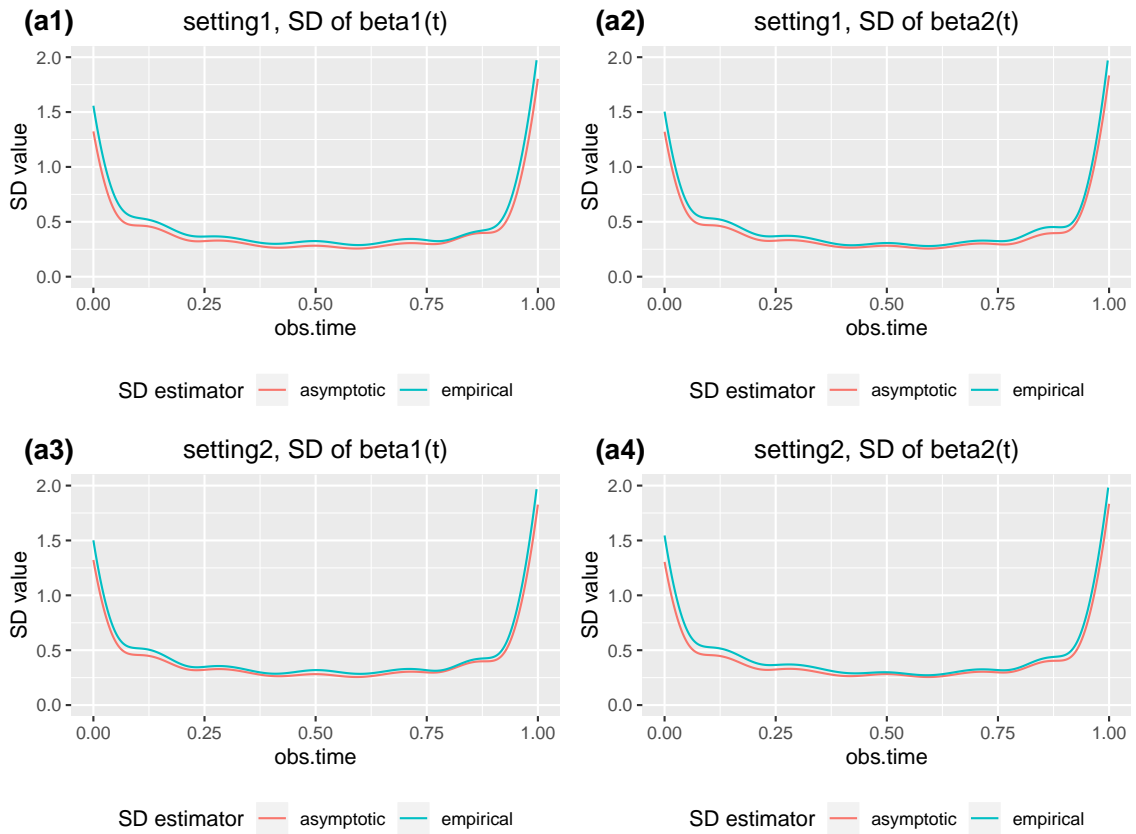 (a1) setting1, SD of beta1(t)
2.0
1.5
1.0
0.5
0.0
SD value
0.00 0.25 0.50 0.75 1.00
obs.time
SD estimator asymptotic empirical
(a2) setting1, SD of beta2(t)
2.0
1.5
1.0
0.5
0.0
SD value
0.00 0.25 0.50 0.75 1.00
obs.time
SD estimator asymptotic empirical
(a3) setting2, SD of beta1(t)
2.0
1.5
1.0
0.5
0.0
SD value
0.00 0.25 0.50 0.75 1.00
obs.time
SD estimator asymptotic empirical
(a4) setting2, SD of beta2(t)
2.0
1.5
1.0
0.5
0.0
SD value
0.00 0.25 0.50 0.75 1.00
obs.time
SD estimator asymptotic empirical